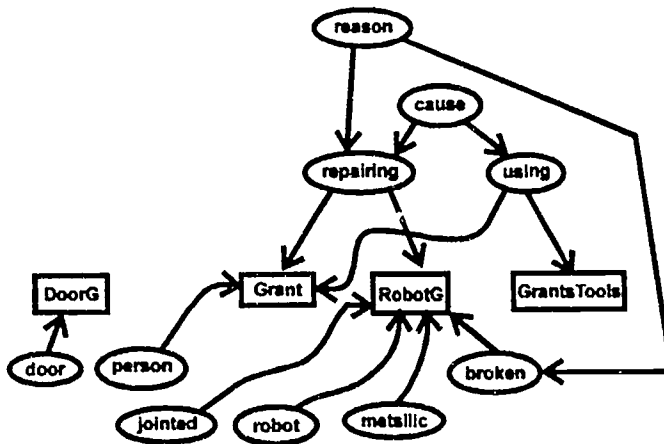 reason
cause
repairing
using
DoorG
Grant
RobotG
GrantsTools
door
person
broken
jointed
robot
metallic